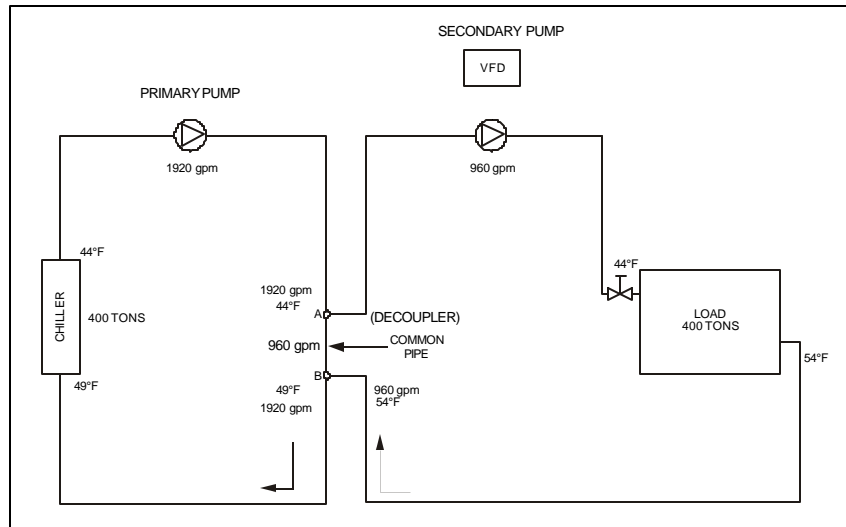 SECONDARY PUMP
VFD
PRIMARY PUMP
1920 gpm
960 gpm
44°F
CHILLER
400 TONS
49°F
1920 gpm
44°F
A
(DECOUPLER)
960 gpm
COMMON
PIPE
B
49°F
1920 gpm
960 gpm
54°F
44°F
LOAD
400 TONS
54°F